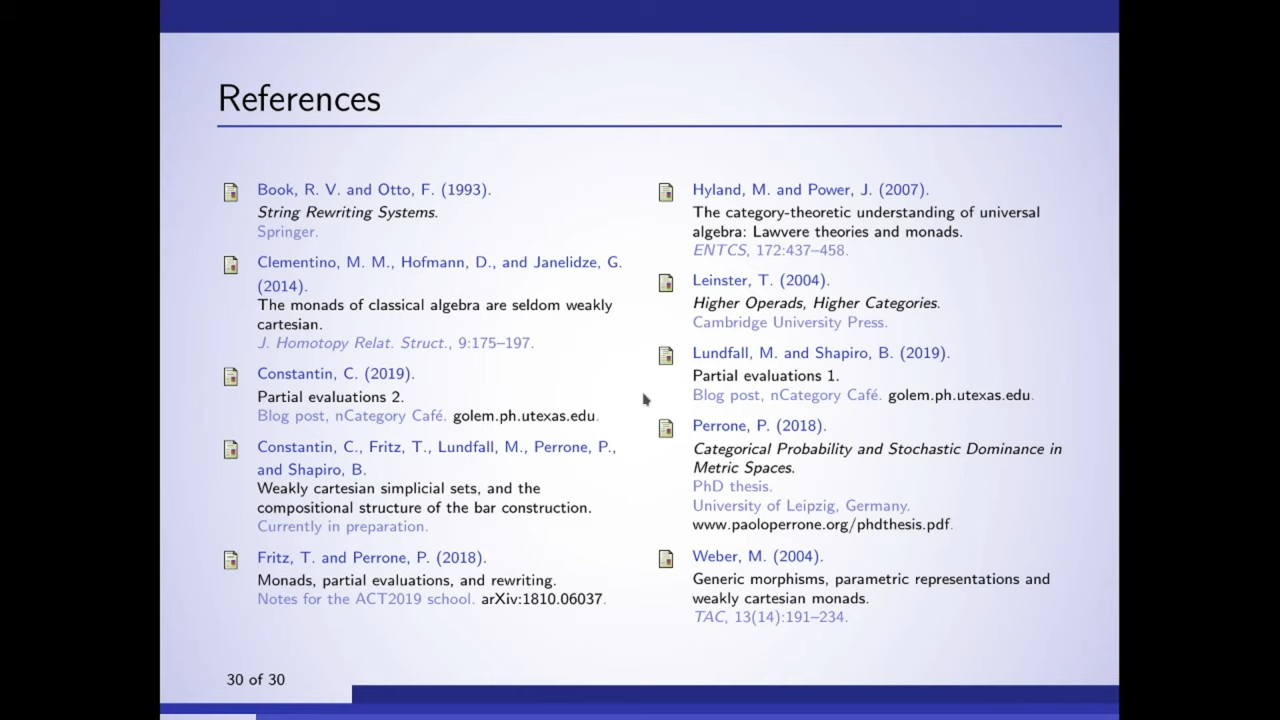 References
Book, R. V. and Otto, F. (1993).
String Rewriting Systems.
Springer.
Clementino, M. M., Hofmann, D., and Janelidze, G.
(2014).
The monads of classical algebra are seldom weakly
cartesian.
J. Homotopy Relat. Struct., 9:175–197.
Constantin, C. (2019).
Partial evaluations 2.
Blog post, nCategory Café. golem.ph.utexas.edu.
Constantin, C., Fritz, T., Lundfall, M., Perrone, P.,
and Shapiro, B.
Weakly cartesian simplicial sets, and the
compositional structure of the bar construction.
Currently in preparation.
Fritz, T. and Perrone, P. (2018).
Monads, partial evaluations, and rewriting.
Notes for the ACT2019 school. arXiv:1810.06037.
Hyland, M. and Power, J. (2007).
The category-theoretic understanding of universal
algebra: Lawvere theories and monads.
ENTCS, 172:437–458.
Leinster, T. (2004).
Higher Operads, Higher Categories.
Cambridge University Press.
Lundfall, M. and Shapiro, B. (2019).
Partial evaluations 1.
Blog post, nCategory Café. golem.ph.utexas.edu.
Perrone, P. (2018).
Categorical Probability and Stochastic Dominance in
Metric Spaces.
PhD thesis.
University of Leipzig, Germany.
www.paoloperrone.org/phdthesis.pdf.
Weber, M. (2004).
Generic morphisms, parametric representations and
weakly cartesian monads.
TAC, 13(14):191–234.
30 of 30